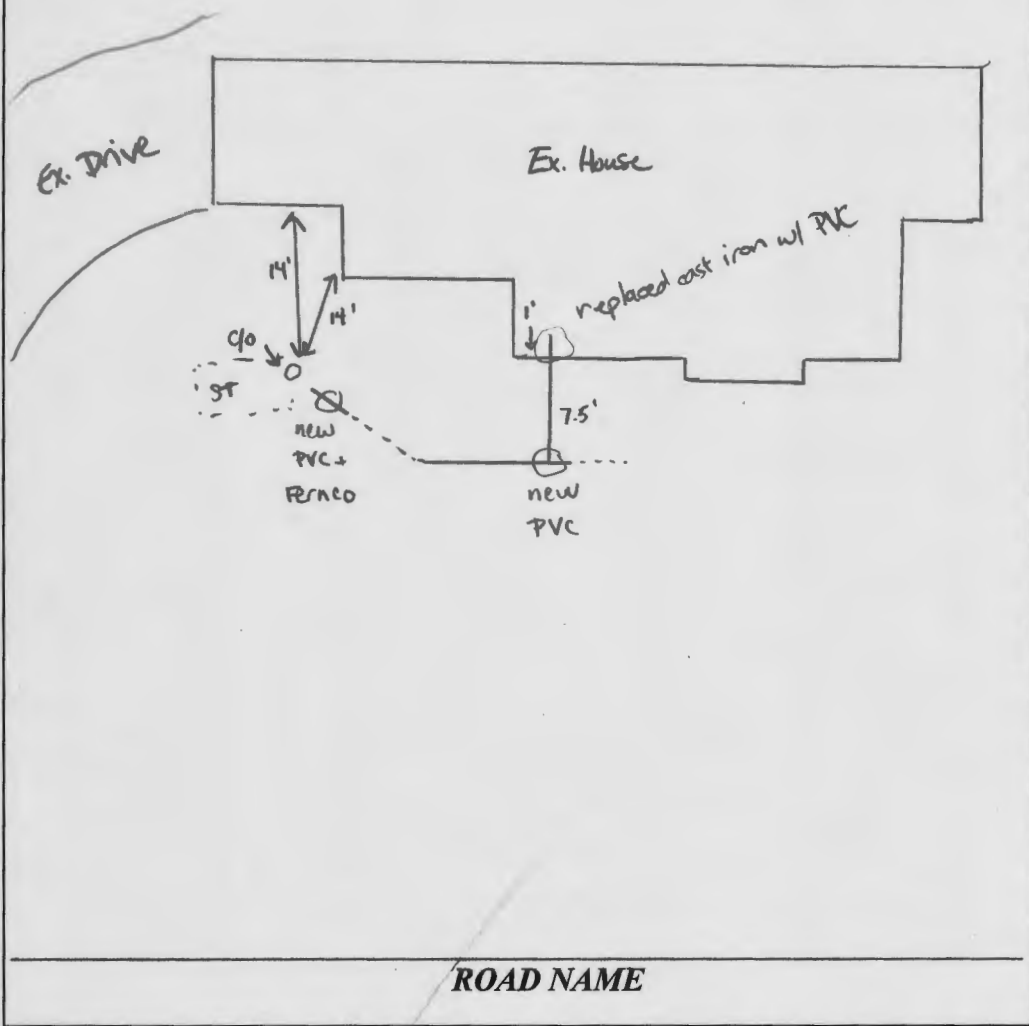 Ex. Drive
Ex. House
replaced cast iron w/ PVC
14'
14'
1'
c/o
ST
7.5'
new
PVC +
Fernco
new
PVC
ROAD NAME